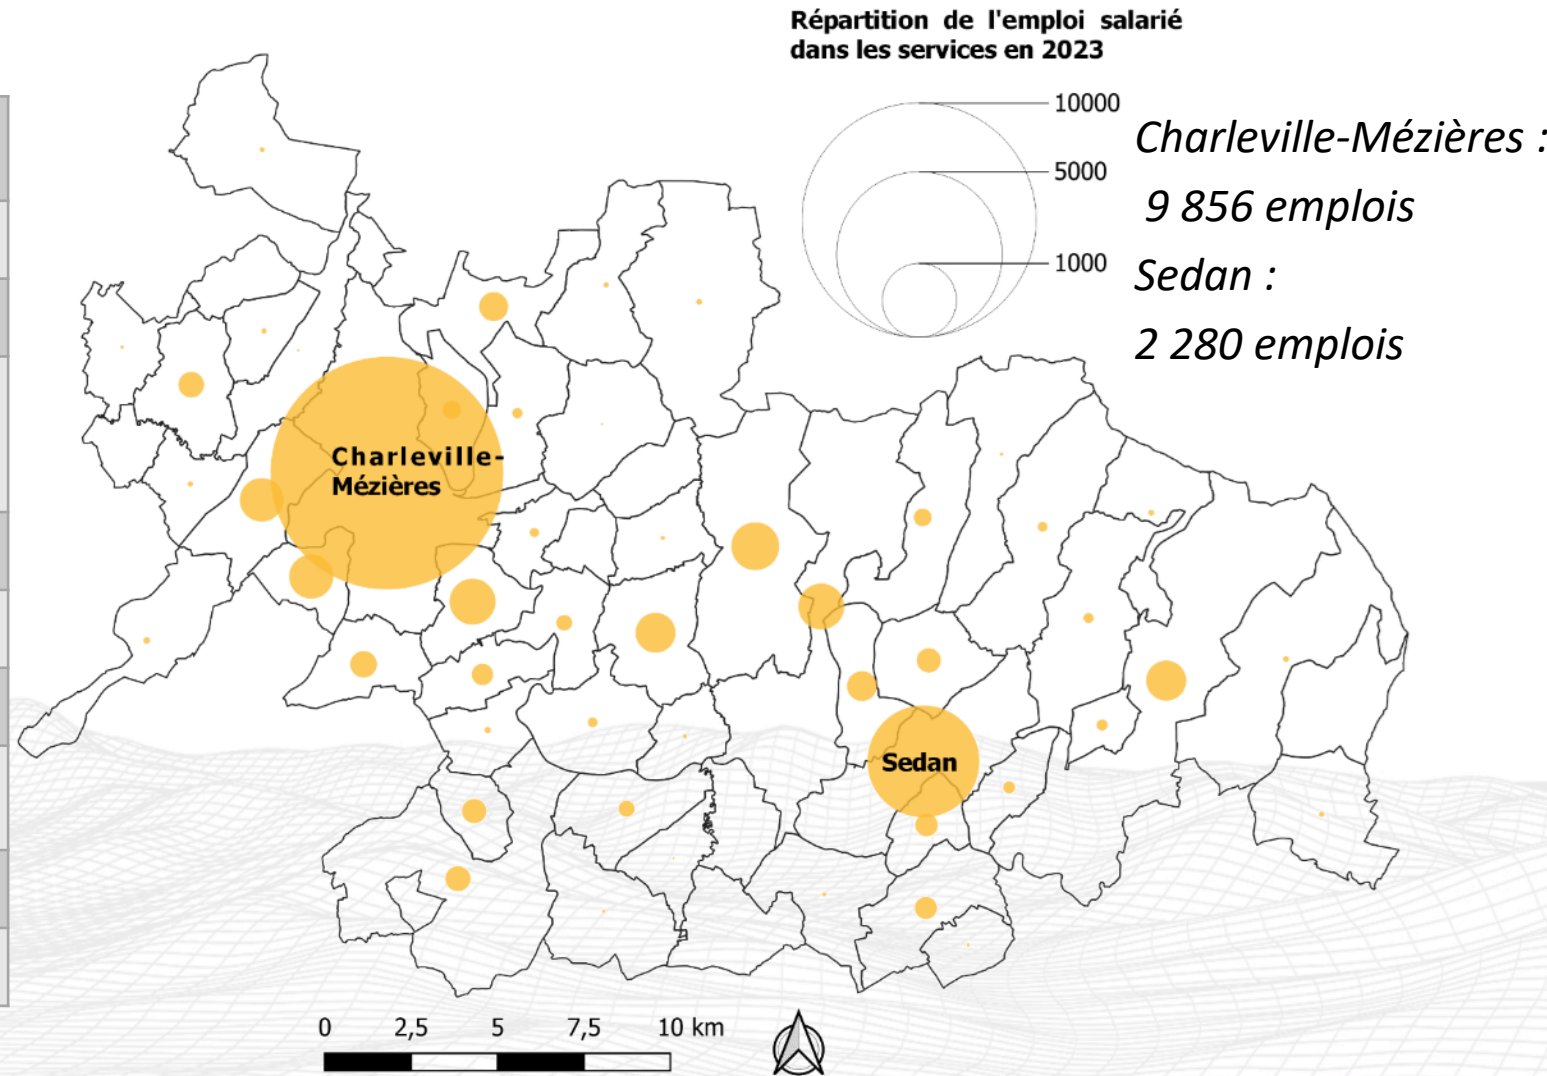 Répartition de l'emploi salarié
dans les services en 2023
10000
5000
1000
Charleville-Mézières :
9 856 emplois
Sedan :
2 280 emplois
Charleville-
Mézières
Sedan
0 2,5 5 7,5 10 km